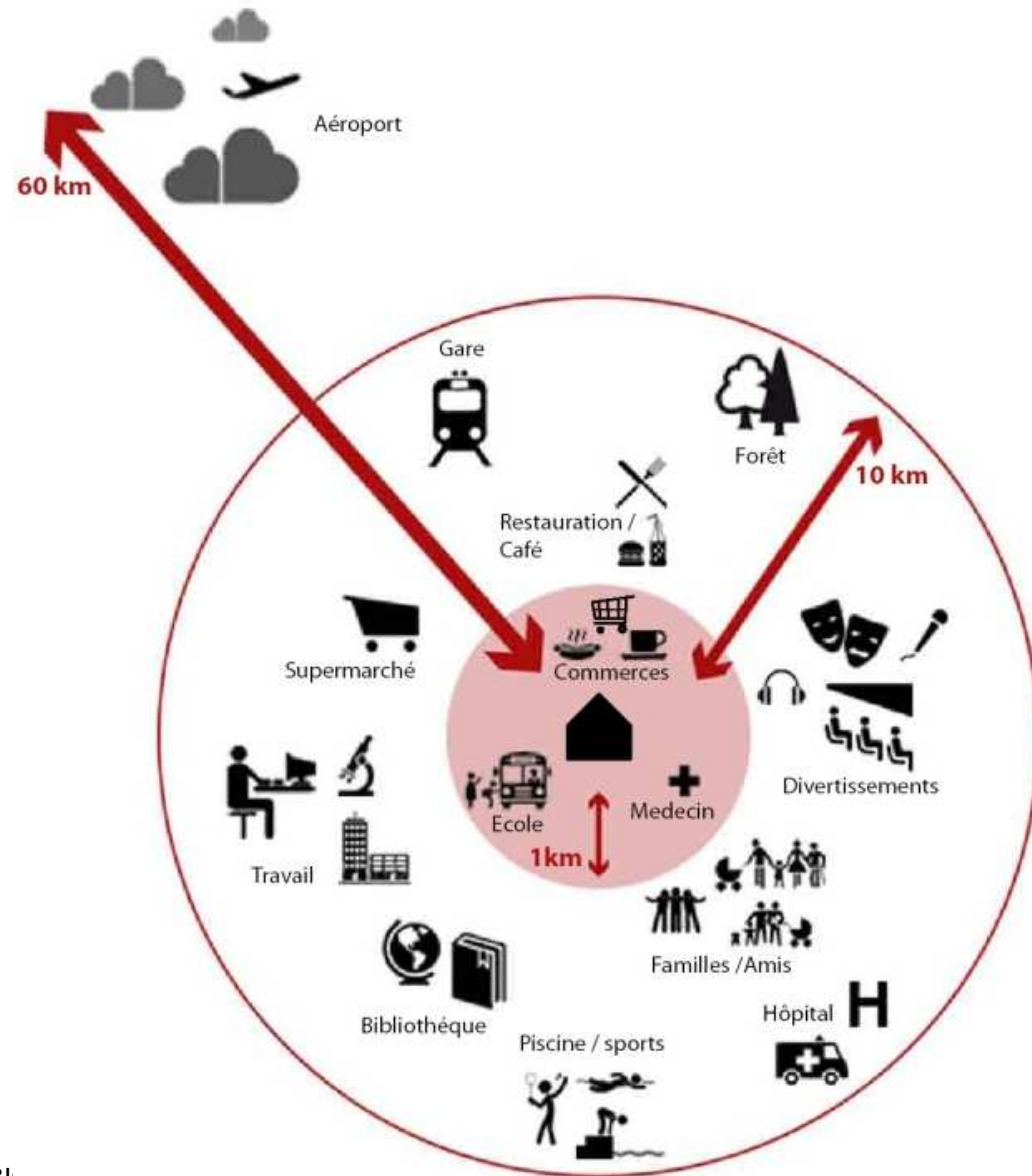 Aéroport
60 km
Gare
Forêt
10 km
Restauration /
Café
Supermarché
Commerces
Divertissements
Ecole
Medecin
1km
Travail
Familles /Amis
Bibliothéque
Hôpital
H
Piscine / sports